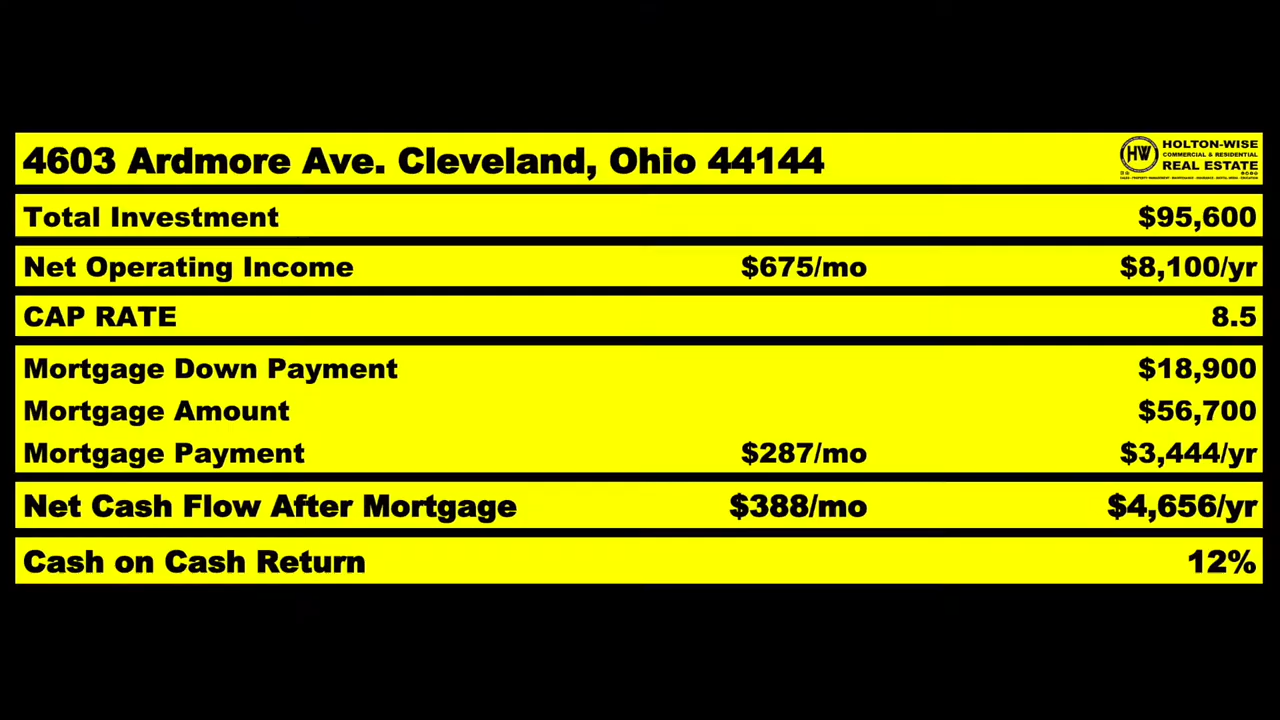 4603 Ardmore Ave. Cleveland, Ohio 44144
HW
HOLTON-WISE
COMMERCIAL & RESIDENTIAL
REAL ESTATE
Total Investment $95,600
Net Operating Income $675/mo $8,100/yr
CAP RATE 8.5
Mortgage Down Payment $18,900
Mortgage Amount $56,700
Mortgage Payment $287/mo $3,444/yr
Net Cash Flow After Mortgage $388/mo $4,656/yr
Cash on Cash Return 12%